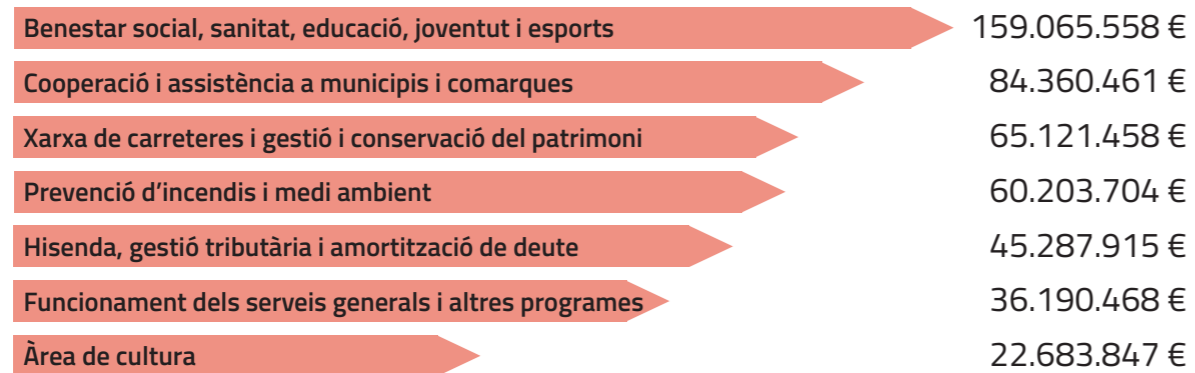 Benestar social, sanitat, educació, joventut i esports 159.065.558 €
Cooperació i assistència a municipis i comarques 84.360.461 €
Xarxa de carreteres i gestió i conservació del patrimoni 65.121.458 €
Prevenció d’incendis i medi ambient 60.203.704 €
Hisenda, gestió tributària i amortització de deute 45.287.915 €
Funcionament dels serveis generals i altres programes 36.190.468 €
Àrea de cultura 22.683.847 €